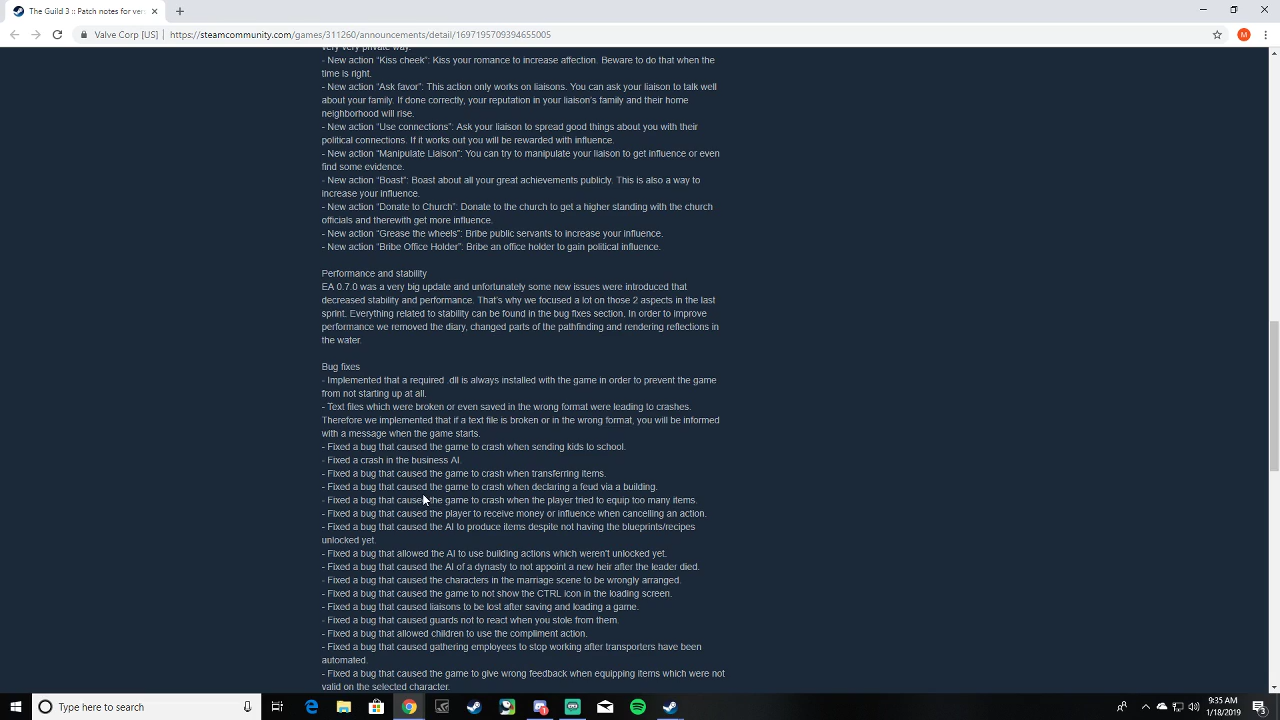 The Guild 3 :: Patch notes for ver
Valve Corp [US] | https://steamcommunity.com/games/311260/announcements/detail/1697195709394655005
M
very very private way.
- New action "Kiss cheek": Kiss your romance to increase affection. Beware to do that when the
time is right.
- New action "Ask favor": This action only works on liaisons. You can ask your liaison to talk well
about your family. If done correctly, your reputation in your liaison's family and their home
neighborhood will rise.
- New action "Use connections": Ask your liaison to spread good things about you with their
political connections. If it works out you will be rewarded with influence.
- New action "Manipulate Liaison": You can try to manipulate your liaison to get influence or even
find some evidence.
- New action "Boast": Boast about all your great achievements publicly. This is also a way to
increase your influence.
- New action "Donate to Church": Donate to the church to get a higher standing with the church
officials and therewith get more influence.
- New action "Grease the wheels": Bribe public servants to increase your influence.
- New action "Bribe Office Holder": Bribe an office holder to gain political influence.
Performance and stability
EA 0.7.0 was a very big update and unfortunately some new issues were introduced that
decreased stability and performance. That's why we focused a lot on those 2 aspects in the last
sprint. Everything related to stability can be found in the bug fixes section. In order to improve
performance we removed the diary, changed parts of the pathfinding and rendering reflections in
the water.
Bug fixes
- Implemented that a required .dll is always installed with the game in order to prevent the game
from not starting up at all.
- Text files which were broken or even saved in the wrong format were leading to crashes.
Therefore we implemented that if a text file is broken or in the wrong format, you will be informed
with a message when the game starts.
- Fixed a bug that caused the game to crash when sending kids to school.
- Fixed a crash in the business AI.
- Fixed a bug that caused the game to crash when transferring items.
- Fixed a bug that caused the game to crash when declaring a feud via a building.
- Fixed a bug that caused the game to crash when the player tried to equip too many items.
- Fixed a bug that caused the player to receive money or influence when cancelling an action.
- Fixed a bug that caused the AI to produce items despite not having the blueprints/recipes
unlocked yet.
- Fixed a bug that allowed the AI to use building actions which weren't unlocked yet.
- Fixed a bug that caused the AI of a dynasty to not appoint a new heir after the leader died.
- Fixed a bug that caused the characters in the marriage scene to be wrongly arranged.
- Fixed a bug that caused the game to not show the CTRL icon in the loading screen.
- Fixed a bug that caused liaisons to be lost after saving and loading a game.
- Fixed a bug that caused guards not to react when you stole from them.
- Fixed a bug that allowed children to use the compliment action.
- Fixed a bug that caused gathering employees to stop working after transporters have been
automated.
- Fixed a bug that caused the game to give wrong feedback when equipping items which were not
valid on the selected character.
Type here to search
9:35 AM
1/18/2019